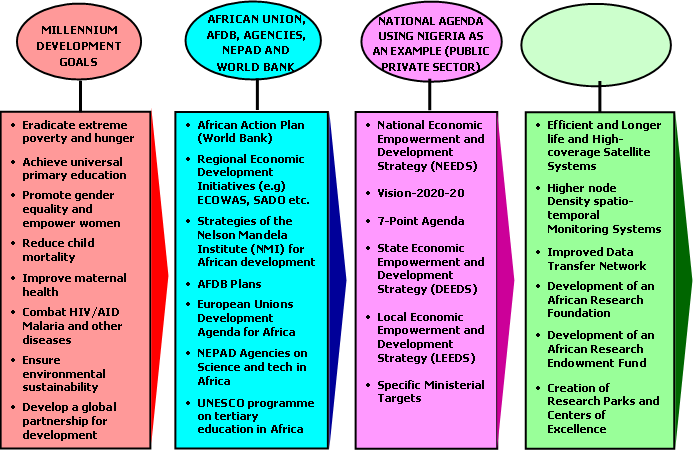 MILLENNIUM
DEVELOPMENT
GOALS
AFRICAN UNION,
AFDB, AGENCIES,
NEPAD AND
WORLD BANK
NATIONAL AGENDA
USING NIGERIA AS
AN EXAMPLE (PUBLIC
PRIVATE SECTOR)
• Eradicate extreme
poverty and hunger
• Achieve universal
primary education
• Promote gender
equality and
empower women
• Reduce child
mortality
• Improve maternal
health
• Combat HIV/AID
Malaria and other
diseases
• Ensure
environmental
sustainability
• Develop a global
partnership for
development
• African Action Plan
(World Bank)
• Regional Economic
Development
Initiatives (e.g)
ECOWAS, SADO etc.
• Strategies of the
Nelson Mandela
Institute (NMI) for
African development
• AFDB Plans
• European Unions
Development
Agenda for Africa
• NEPAD Agencies on
Science and tech in
Africa
• UNESCO programme
on tertiary
education in Africa
• National Economic
Empowerment and
Development
Strategy (NEEDS)
• Vision-2020-20
• 7-Point Agenda
• State Economic
Empowerment and
Development
Strategy (DEEDS)
• Local Economic
Empowerment and
Development
Strategy (LEEDS)
• Specific Ministerial
Targets
• Efficient and Longer
life and High-
coverage Satellite
Systems
• Higher node
Density spatio-
temporal
Monitoring Systems
• Improved Data
Transfer Network
• Development of an
African Research
Foundation
• Development of an
African Research
Endowment Fund
• Creation of
Research Parks and
Centers of
Excellence